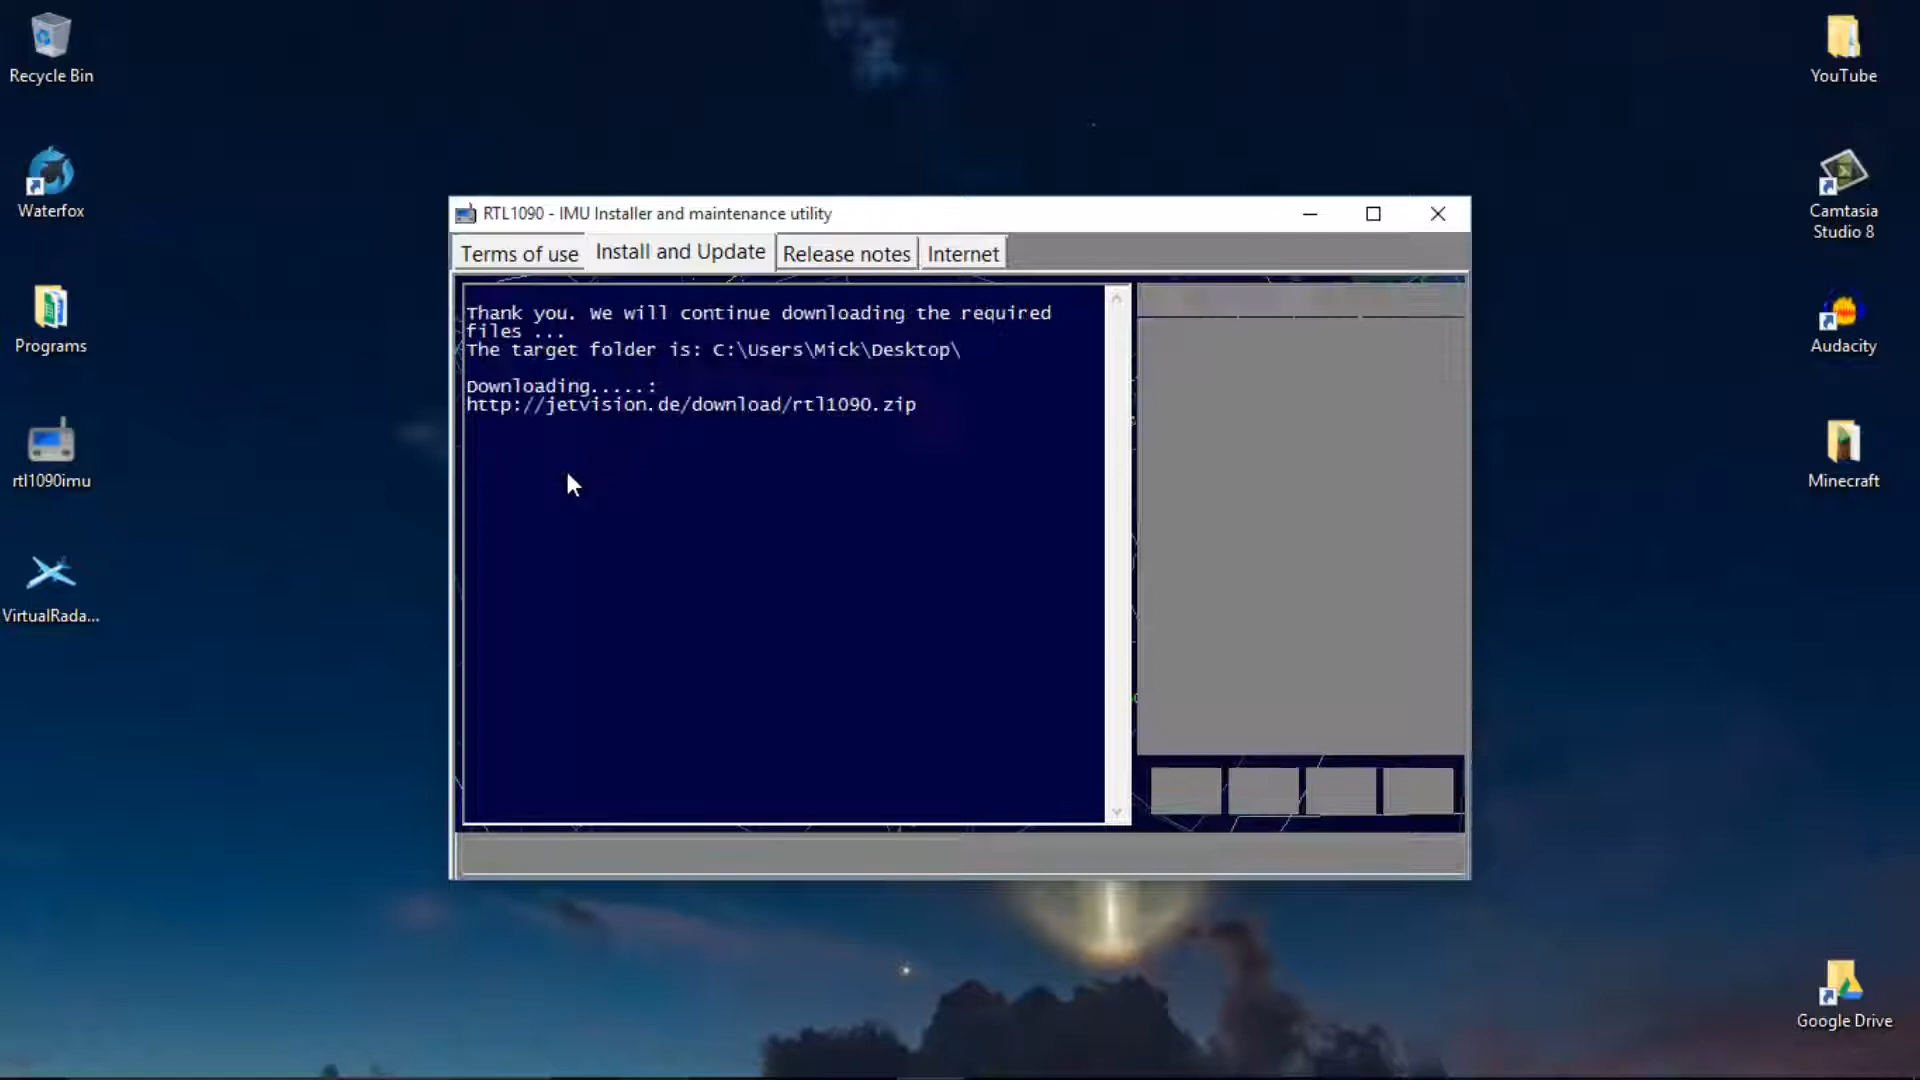 Recycle Bin
Waterfox
Programs
rtl1090imu
VirtualRada...
RTL1090 - IMU Installer and maintenance utility
Terms of use
Install and Update
Release notes
Internet
Thank you. We will continue downloading the required
files ...
The target folder is: C:\Users\Mick\Desktop\
Downloading.....:
http://jetvision.de/download/rtl1090.zip
YouTube
Camtasia
Studio 8
Audacity
Minecraft
Google Drive